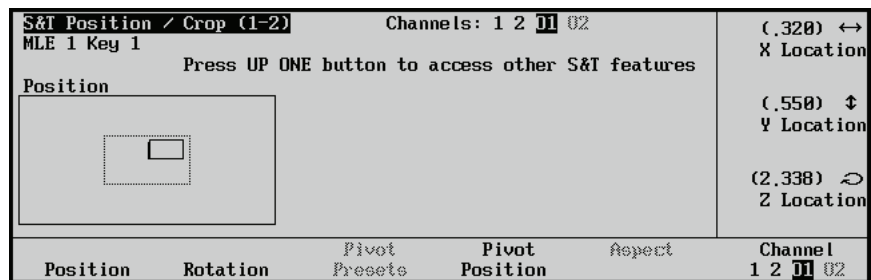 S&T Position / Crop (1-2) Channels: 1 2 D1 D2
MLE 1 Key 1
Press UP ONE button to access other S&T features
Position
(.320) ↔
X Location
(.550) ↕
Y Location
(2.338)
Z Location
Position Rotation Pivot Presets Pivot Position Aspect Channel 1 2 D1 D2